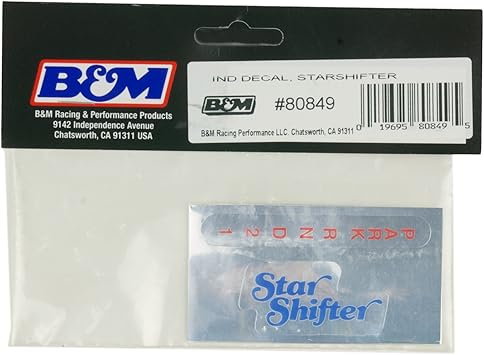 B&M
B&M Racing & Performance Products
9142 Independence Avenue
Chatsworth, CA 91311 USA
IND DECAL, STARSHIFTER
B&M #80849
B&M Racing Performance LLC. Chatsworth, CA 91311
0 19695 80849 5
PARK R N D 2 1
Star
Shifter